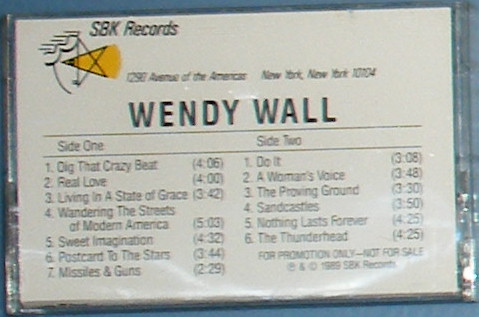 SBK Records
1290 Avenue of the Americas New York, New York 10104
WENDY WALL
Side One
1. Dig That Crazy Beat (4:06)
2. Real Love (4:00)
3. Living In A State of Grace (3:42)
4. Wandering The Streets
of Modern America (5:03)
5. Sweet Imagination (4:32)
6. Postcard To The Stars (3:44)
7. Missiles & Guns (2:29)
Side Two
1. Do It (3:08)
2. A Woman's Voice (3:48)
3. The Proving Ground (3:30)
4. Sandcastles (3:50)
5. Nothing Lasts Forever (4:25)
6. The Thunderhead (4:25)
FOR PROMOTION ONLY—NOT FOR SALE
℗ & © 1989 SBK Records